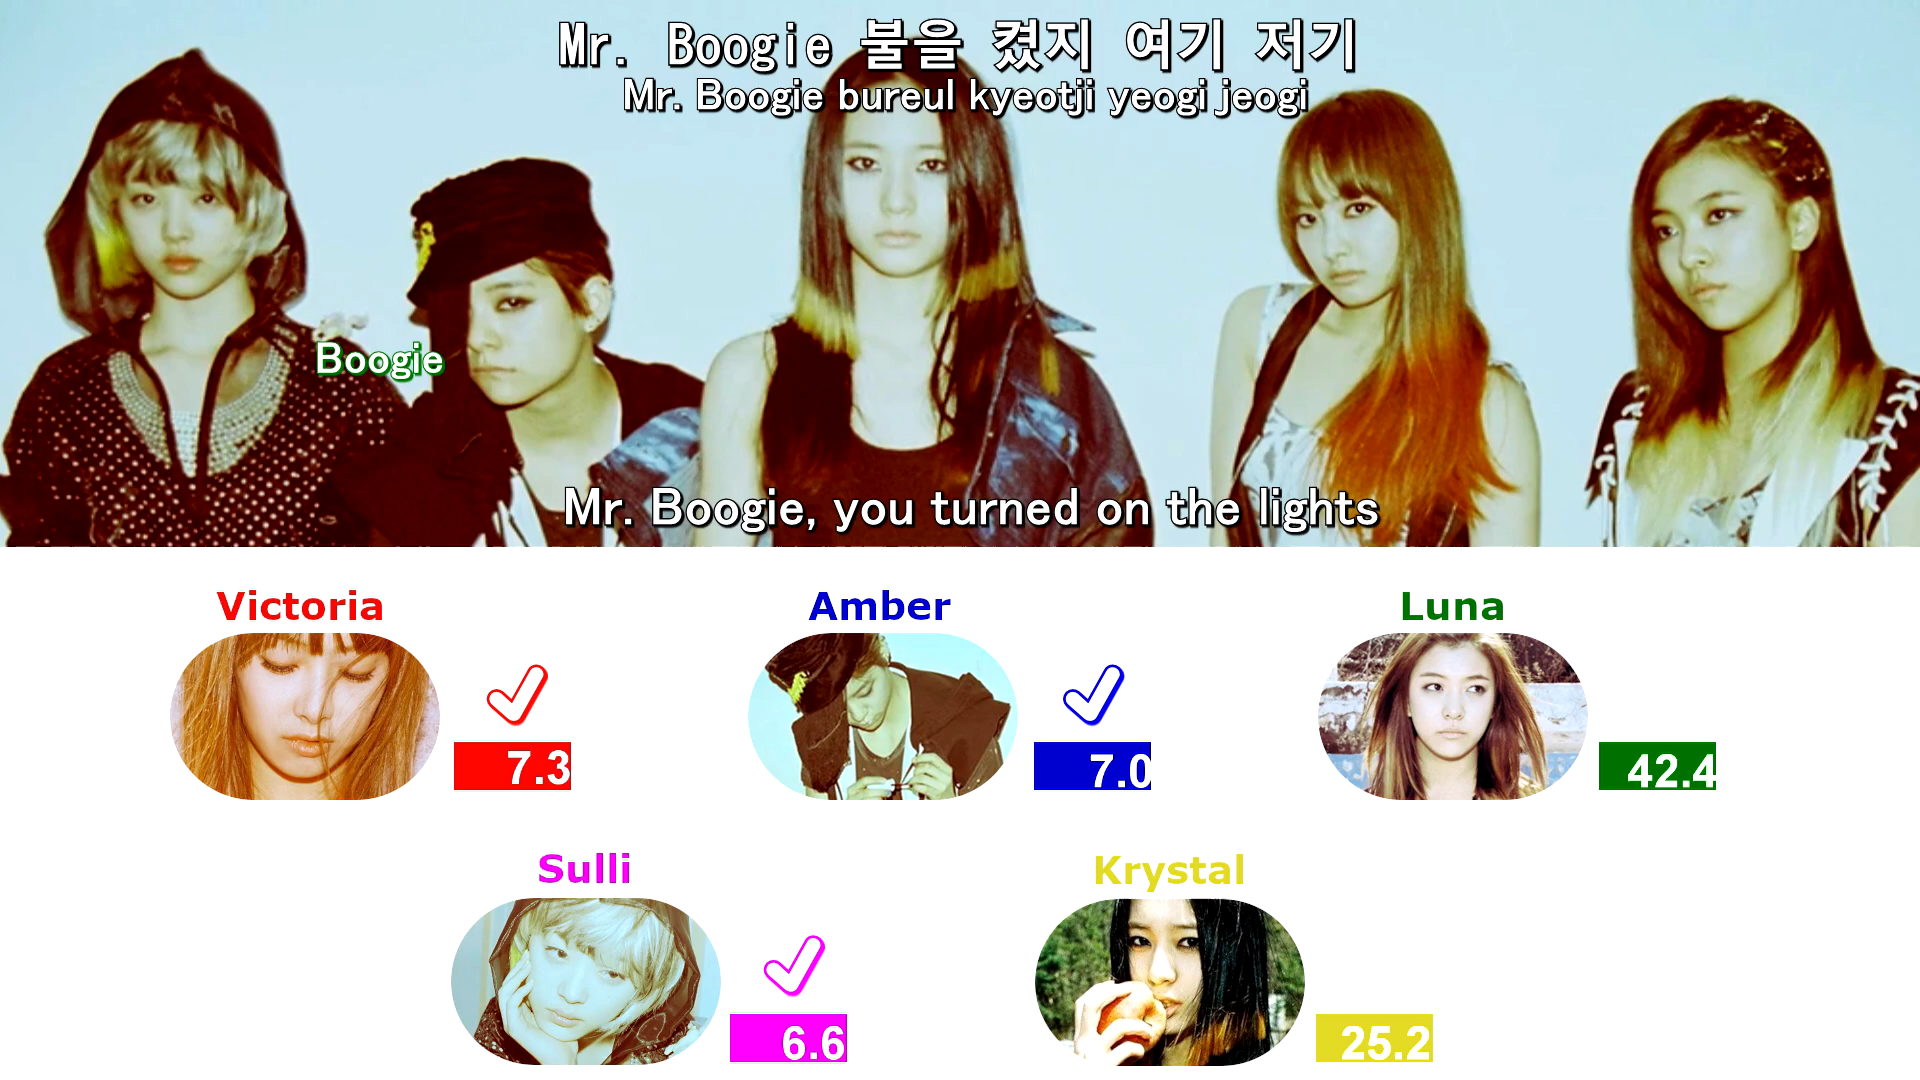 Mr. Boogie 불을 켰지 여기 저기
Mr. Boogie bureul kyeotji yeogi jeogi
Boogie
Mr. Boogie, you turned on the lights
Victoria
Amber
Luna
7.3
7.0
42.4
Sulli
Krystal
6.6
25.2